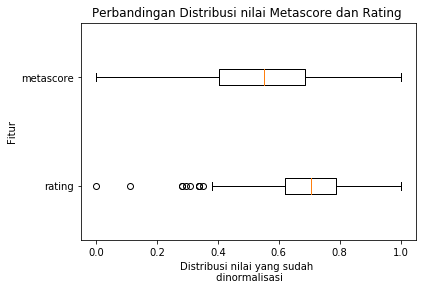 Perbandingan Distribusi nilai Metascore dan Rating
metascore
Fitur
rating
0.0 0.2 0.4 0.6 0.8 1.0
Distribusi nilai yang sudah
dinormalisasi